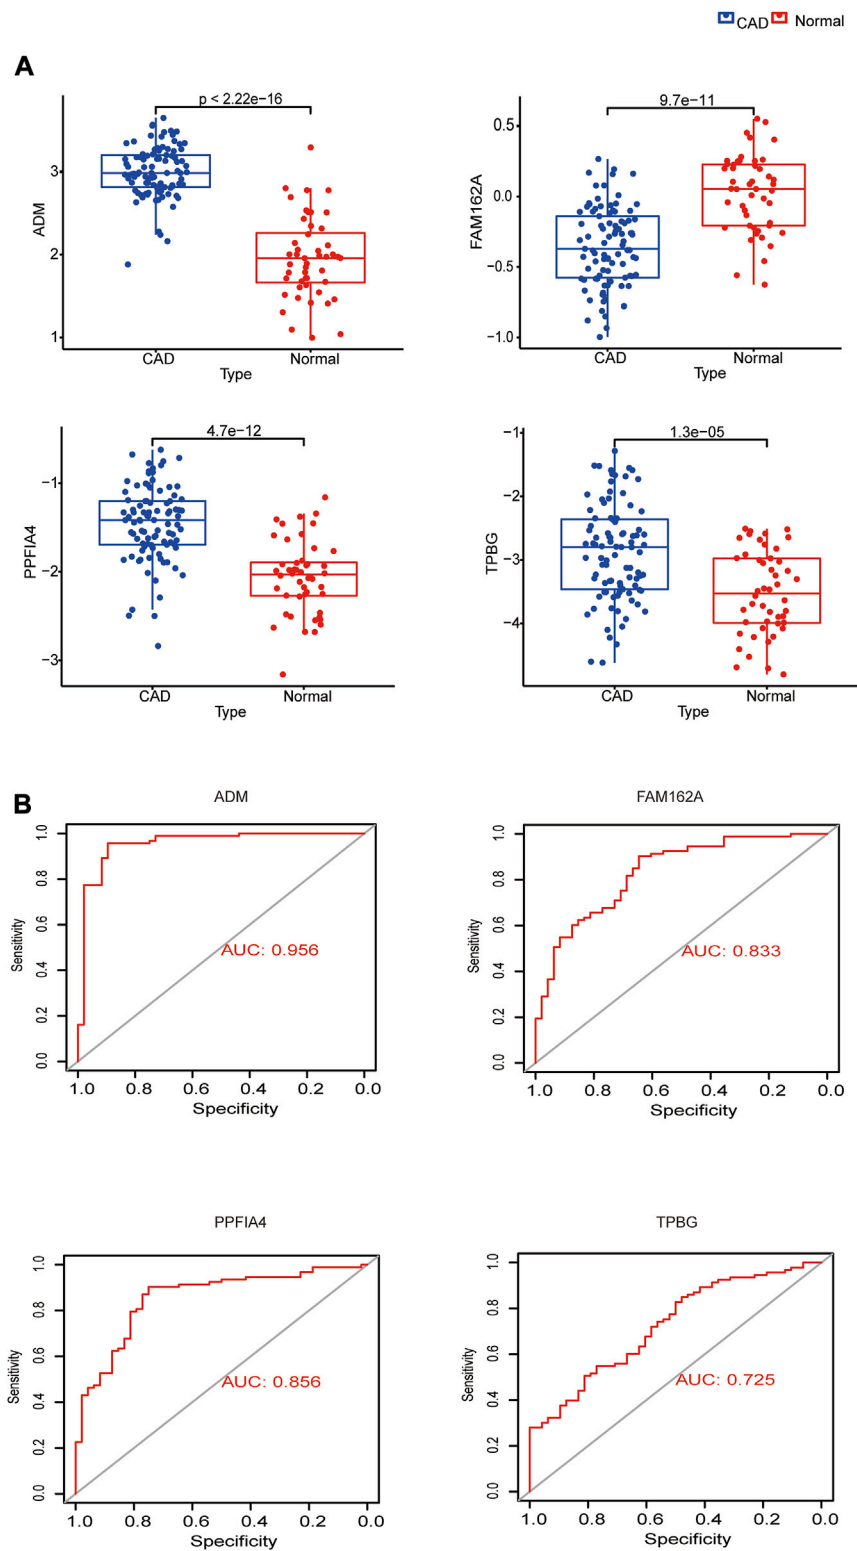 CAD Normal
A
p < 2.22e−16
3
2
1
ADM
CAD Normal
Type
9.7e−11
0.5
0.0
−0.5
−1.0
FAM162A
CAD Normal
Type
4.7e−12
−1
−2
−3
PPFIA4
CAD Normal
Type
1.3e−05
−1
−2
−3
−4
TPBG
CAD Normal
Type
B
ADM
1.0
0.8
0.6
0.4
0.2
0.0
Sensitivity
AUC: 0.956
1.0 0.8 0.6 0.4 0.2 0.0
Specificity
FAM162A
1.0
0.8
0.6
0.4
0.2
0.0
Sensitivity
AUC: 0.833
1.0 0.8 0.6 0.4 0.2 0.0
Specificity
PPFIA4
1.0
0.8
0.6
0.4
0.2
0.0
Sensitivity
AUC: 0.856
1.0 0.8 0.6 0.4 0.2 0.0
Specificity
TPBG
1.0
0.8
0.6
0.4
0.2
0.0
Sensitivity
AUC: 0.725
1.0 0.8 0.6 0.4 0.2 0.0
Specificity